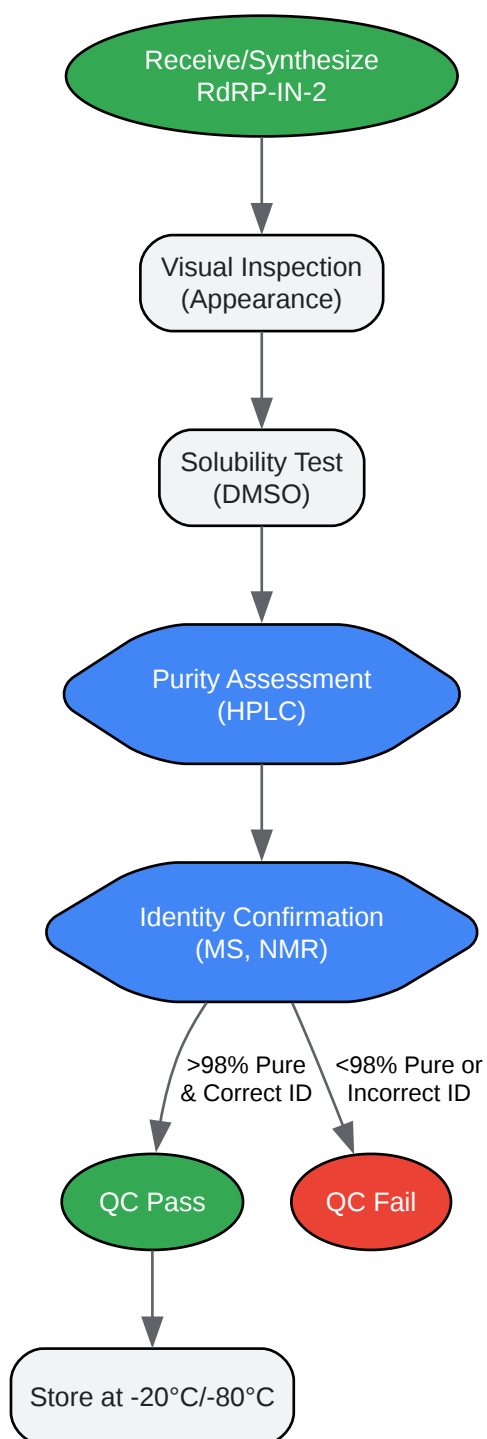 Receive/Synthesize
RdRP-IN-2
Visual Inspection
(Appearance)
Solubility Test
(DMSO)
Purity Assessment
(HPLC)
Identity Confirmation
(MS, NMR)
>98% Pure
& Correct ID
<98% Pure or
Incorrect ID
QC Pass
QC Fail
Store at -20°C/-80°C